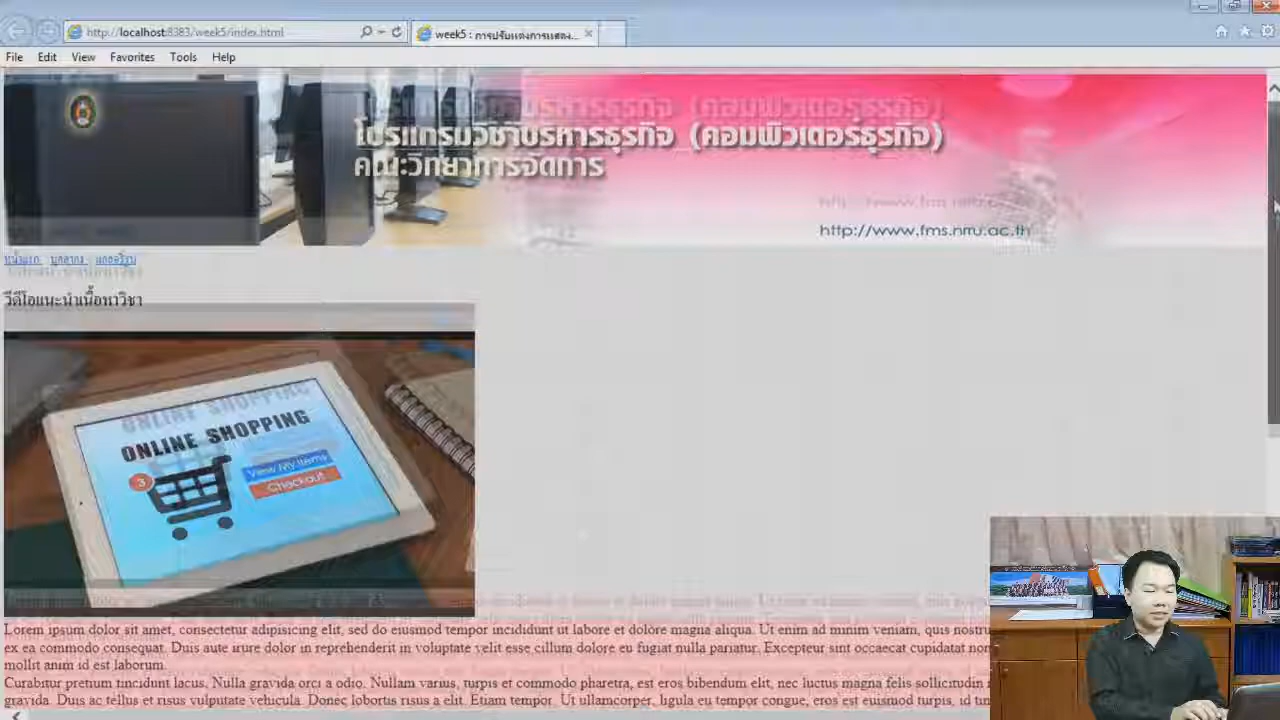 http://localhost:8383/week5/index.html
week5 : การปรับแต่งการแสดง...
File Edit View Favorites Tools Help
โปรแกรมวิชาบริหารธุรกิจ (คอมพิวเตอร์ธุรกิจ)
คณะวิทยาการจัดการ
http://www.fms.nrru.ac.th
หน้าแรก บุคลากร แกลอรี่รูป
วีดีโอแนะนำเนื้อหาวิชา
ONLINE SHOPPING
3
View My Items
Checkout
Lorem ipsum dolor sit amet, consectetur adipisicing elit, sed do eiusmod tempor incididunt ut labore et dolore magna aliqua. Ut enim ad minim veniam, quis nostru
ex ea commodo consequat. Duis aute irure dolor in reprehenderit in voluptate velit esse cillum dolore eu fugiat nulla pariatur. Excepteur sint occaecat cupidatat non
mollit anim id est laborum.
Curabitur pretium tincidunt lacus. Nulla gravida orci a odio. Nullam varius, turpis et commodo pharetra, est eros bibendum elit, nec luctus magna felis sollicitudin
gravida. Duis ac tellus et risus vulputate vehicula. Donec lobortis risus a elit. Etiam tempor. Ut ullamcorper, ligula eu tempor congue, eros est euismod turpis, id tin